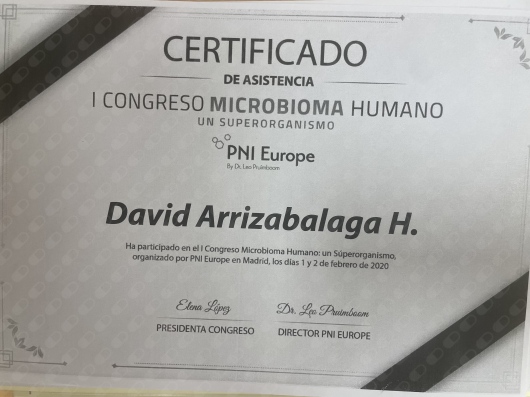 CERTIFICADO
DE ASISTENCIA
I CONGRESO MICROBIOMA HUMANO
UN SUPERORGANISMO
PNI Europe
By Dr. Leo Pruimboom
David Arrizabalaga H.
Ha participado en el I Congreso Microbioma Humano: un Súperorganismo,
organizado por PNI Europe en Madrid, los días 1 y 2 de febrero de 2020
Elena López
PRESIDENTA CONGRESO
Dr. Leo Pruimboom
DIRECTOR PNI EUROPE